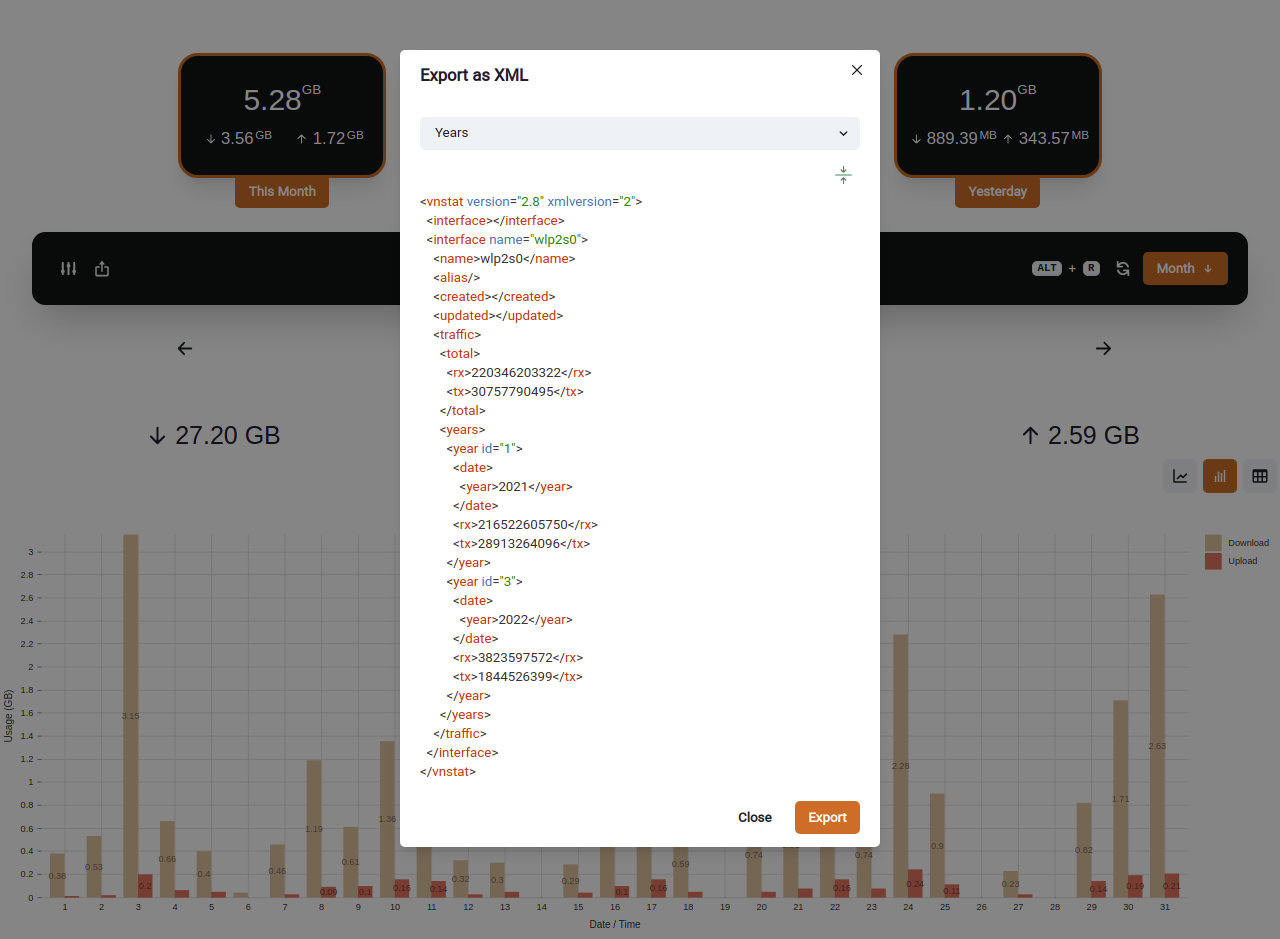 5.28GB
↓ 3.56GB ↑ 1.72GB
This Month
1.20GB
↓ 889.39MB ↑ 343.57MB
Yesterday
ALT + R
Month ↓
← →
↓ 27.20 GB
↑ 2.59 GB
Export as XML
Years
<vnstat version="2.8" xmlversion="2">
<interface></interface>
<interface name="wlp2s0">
<name>wlp2s0</name>
<alias/>
<created></created>
<updated></updated>
<traffic>
<total>
<rx>220346203322</rx>
<tx>30757790495</tx>
</total>
<years>
<year id="1">
<date>
<year>2021</year>
</date>
<rx>216522605750</rx>
<tx>28913264096</tx>
</year>
<year id="3">
<date>
<year>2022</year>
</date>
<rx>3823597572</rx>
<tx>1844526399</tx>
</year>
</years>
</traffic>
</interface>
</vnstat>
Close
Export
Download
Upload
Usage (GB)
3
2.8
2.6
2.4
2.2
2
1.8
1.6
1.4
1.2
1
0.8
0.6
0.4
0.2
0
0.38 0.53 3.15 0.2 0.66 0.4 0.46 1.19 0.09 0.61 0.1 1.36 0.16 0.14 0.32 0.3 0.29 0.1 0.16 0.59 0.74 0.16 0.74 2.28 0.24 0.9 0.11 0.23 0.82 0.14 1.71 0.19 2.63 0.21
1 2 3 4 5 6 7 8 9 10 11 12 13 14 15 16 17 18 19 20 21 22 23 24 25 26 27 28 29 30 31
Date / Time